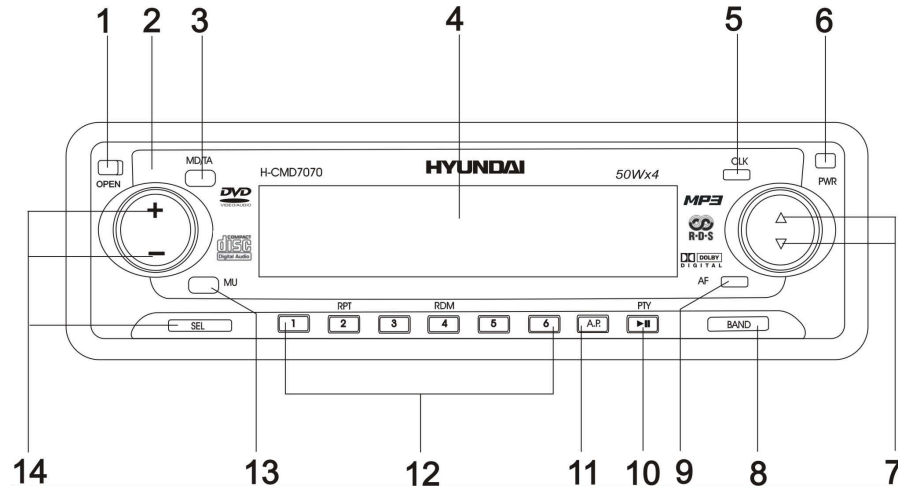 1 2 3 4 5 6
MD/TA CLK
OPEN H-CMD7070 HYUNDAI 50Wx4 PWR
+ DVD MP3
VIDEO/AUDIO
R·D·S
− COMPACT disc DOLBY
Digital Audio DIGITAL
MU AF
RPT RDM PTY
SEL 1 2 3 4 5 6 A.P. BAND
14 13 12 11 10 9 8 7